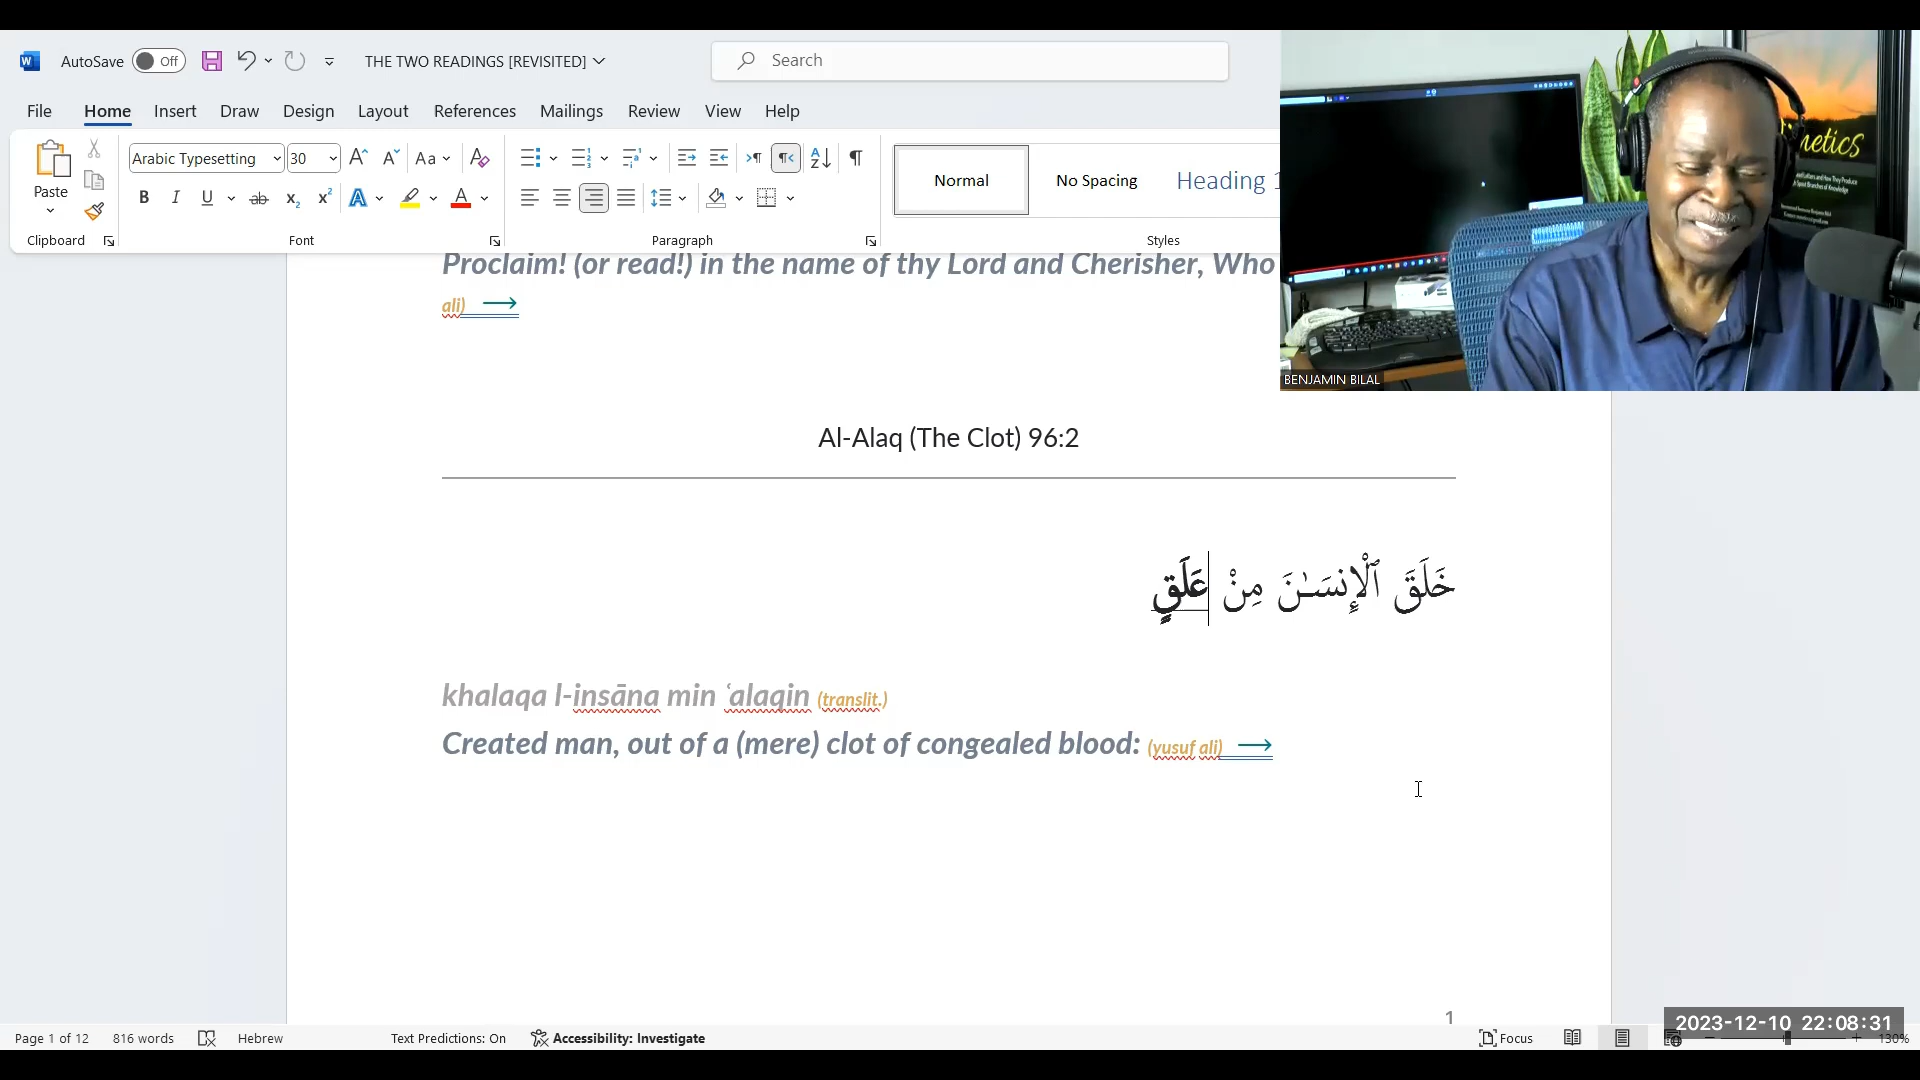 AutoSave Off THE TWO READINGS [REVISITED] Search
File Home Insert Draw Design Layout References Mailings Review View Help
Paste Arabic Typesetting 30 Aa Normal No Spacing Heading 1
Clipboard Font Paragraph Styles
Proclaim! (or read!) in the name of thy Lord and Cherisher, Who
ali) →
netics
BENJAMIN BILAL
Al-Alaq (The Clot) 96:2
خَلَقَ ٱلْإِنسَـٰنَ مِنْ عَلَقٍ
khalaqa l-insāna min ʿalaqin (translit.)
Created man, out of a (mere) clot of congealed blood: (yusuf ali) →
1
2023-12-10 22:08:31
Page 1 of 12 816 words Hebrew Text Predictions: On Accessibility: Investigate Focus 130%